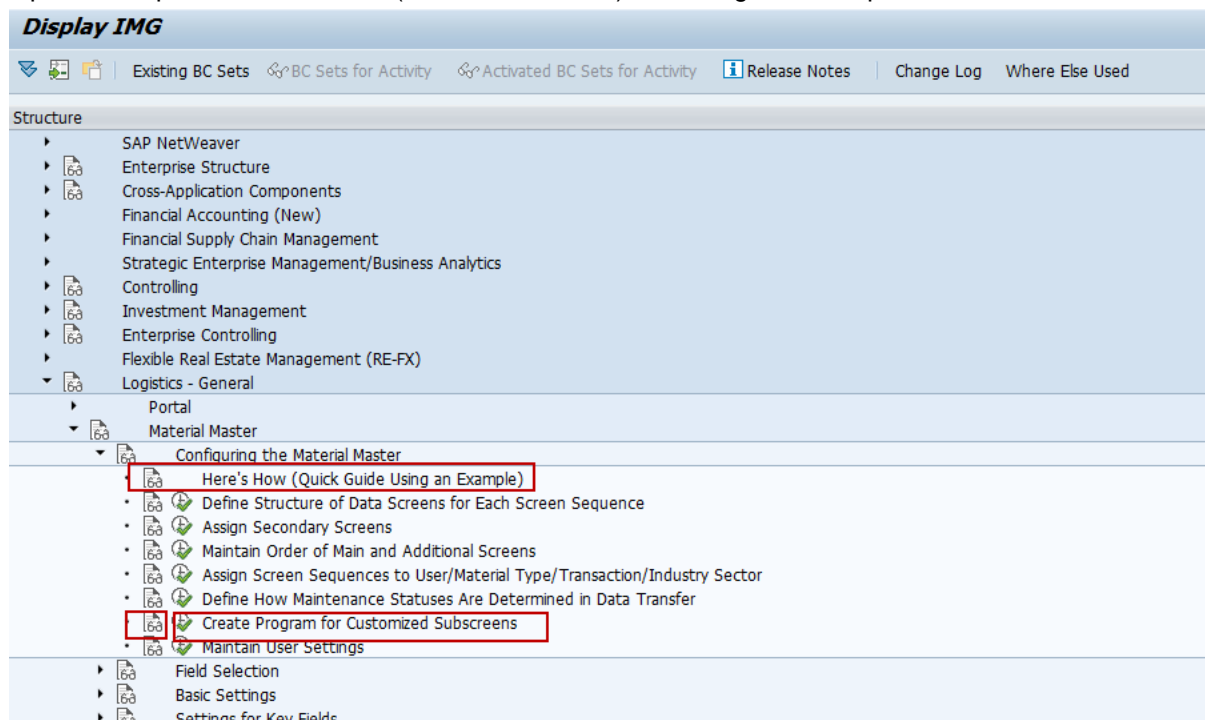 Display IMG
Existing BC Sets BC Sets for Activity Activated BC Sets for Activity Release Notes Change Log Where Else Used
Structure
SAP NetWeaver
Enterprise Structure
Cross-Application Components
Financial Accounting (New)
Financial Supply Chain Management
Strategic Enterprise Management/Business Analytics
Controlling
Investment Management
Enterprise Controlling
Flexible Real Estate Management (RE-FX)
Logistics - General
Portal
Material Master
Configuring the Material Master
Here's How (Quick Guide Using an Example)
Define Structure of Data Screens for Each Screen Sequence
Assign Secondary Screens
Maintain Order of Main and Additional Screens
Assign Screen Sequences to User/Material Type/Transaction/Industry Sector
Define How Maintenance Statuses Are Determined in Data Transfer
Create Program for Customized Subscreens
Maintain User Settings
Field Selection
Basic Settings
Settings for Key Fields